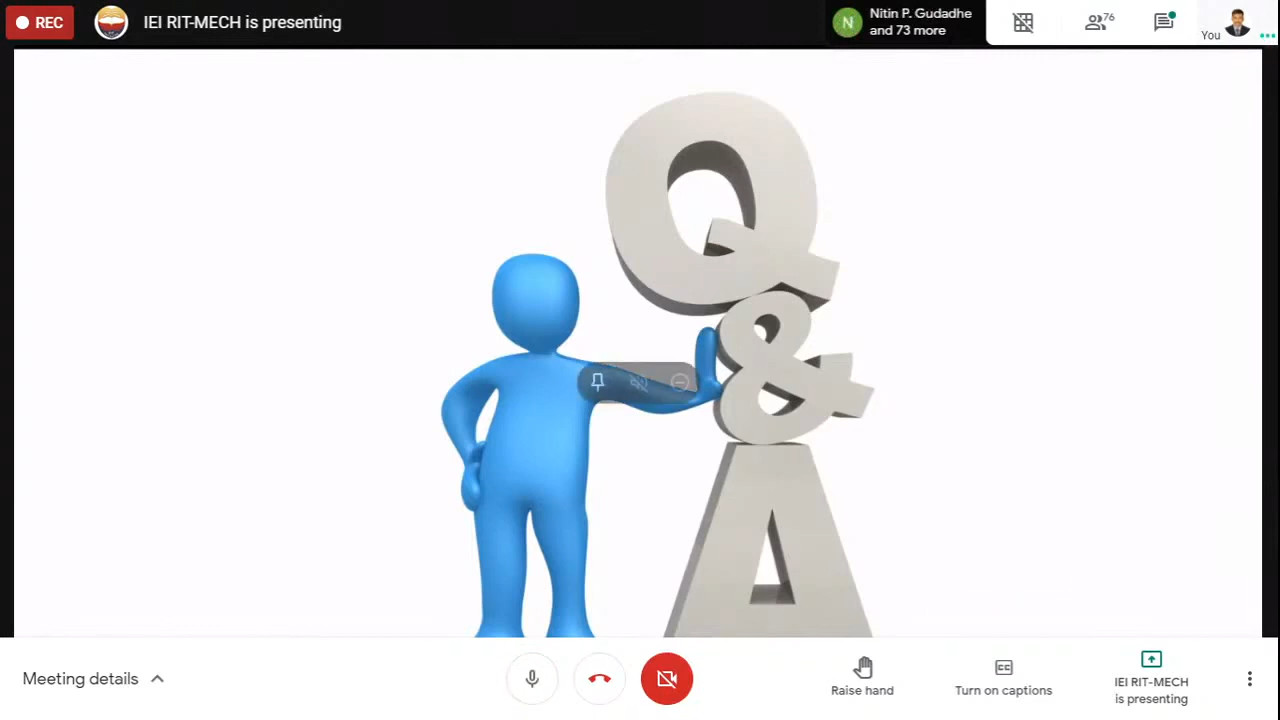 REC
IEI RIT-MECH is presenting
N
Nitin P. Gudadhe
and 73 more
76
You
Q
&
A
Meeting details
CC
Raise hand
Turn on captions
IEI RIT-MECH
is presenting